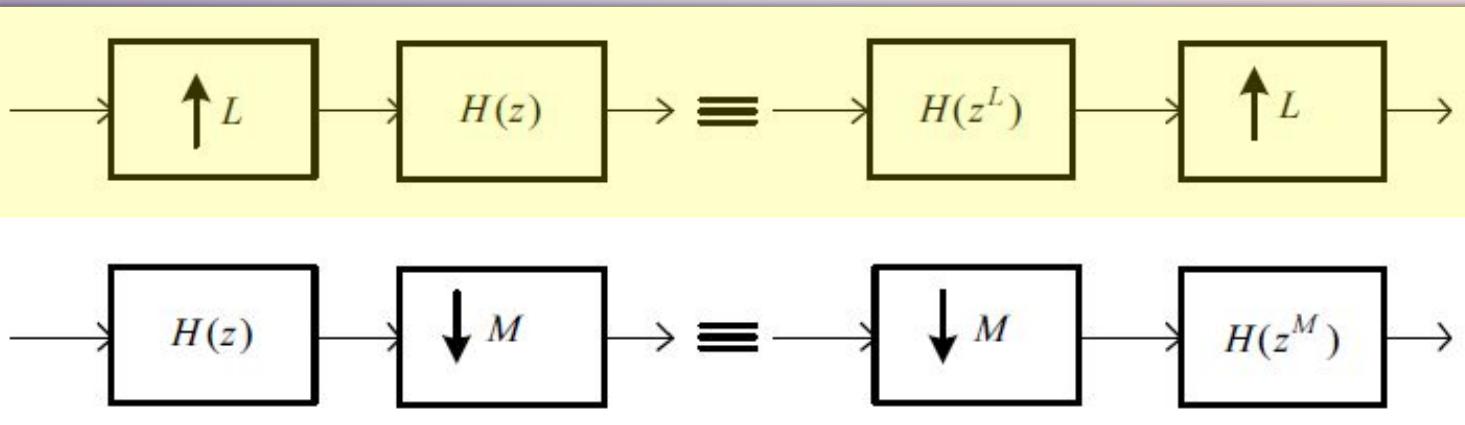 ↑ L H(z) ≡ H(z^L) ↑ L
H(z) ↓ M ≡ ↓ M H(z^M)